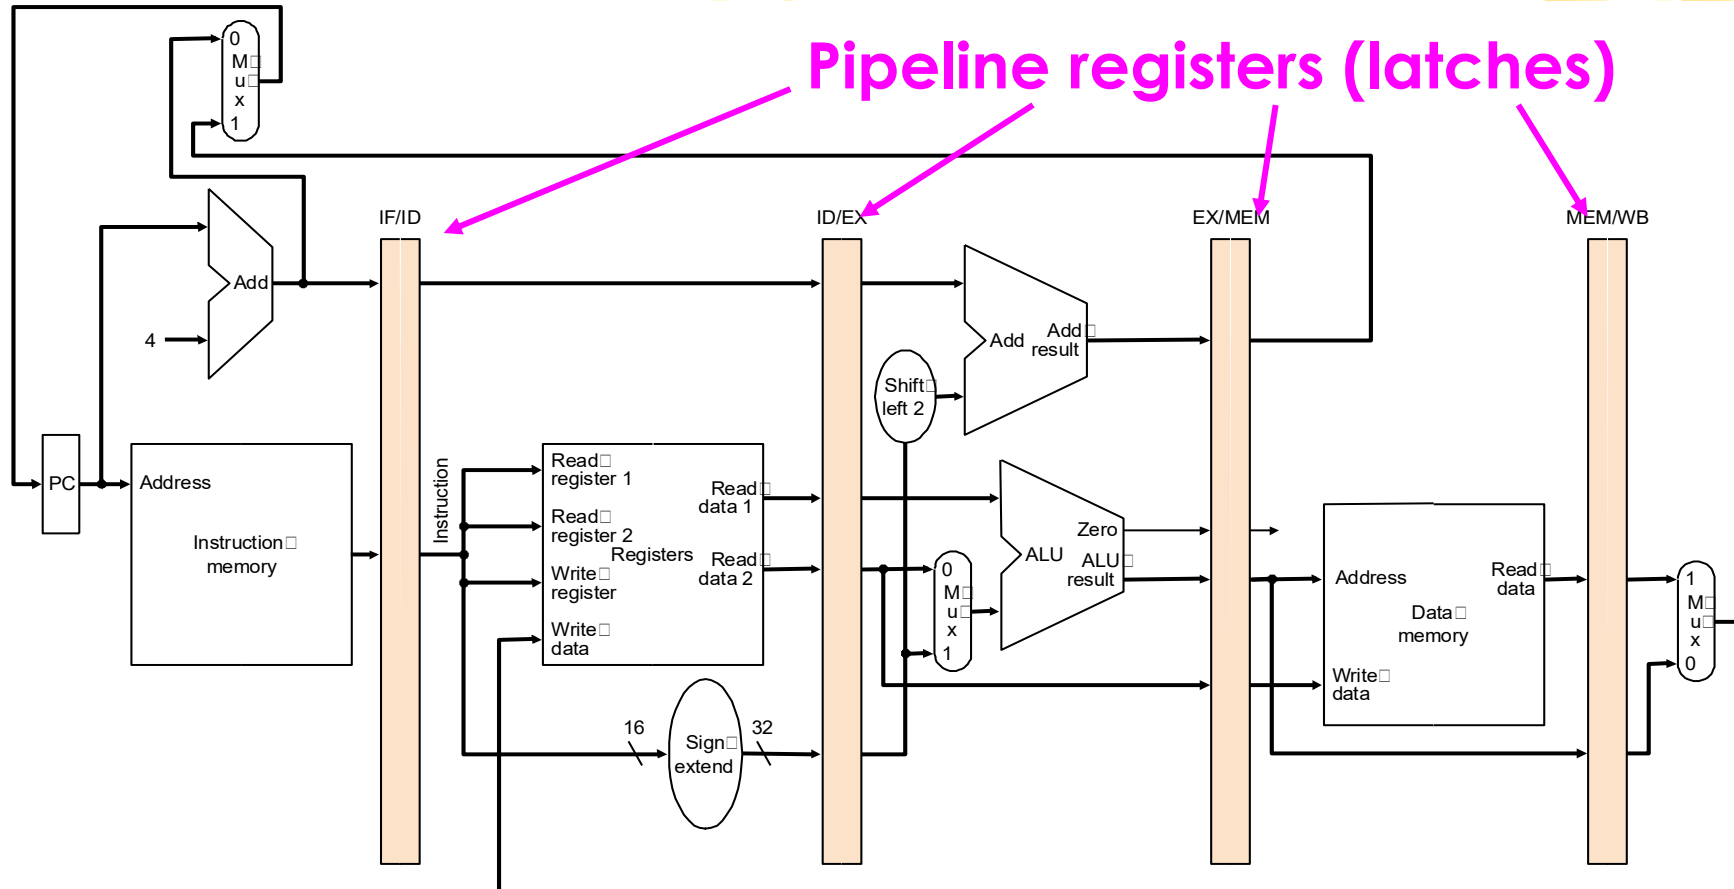 Pipeline registers (latches)
0
M
u
x
1
IF/ID
ID/EX
EX/MEM
MEM/WB
Add
4
Add
Add
result
Shift
left 2
PC
Address
Instruction
memory
Instruction
Read
register 1
Read
register 2
Registers
Write
register
Write
data
Read
data 1
Read
data 2
0
M
u
x
1
Zero
ALU
ALU
result
Address
Read
data
Data
memory
Write
data
1
M
u
x
0
16
Sign
extend
32